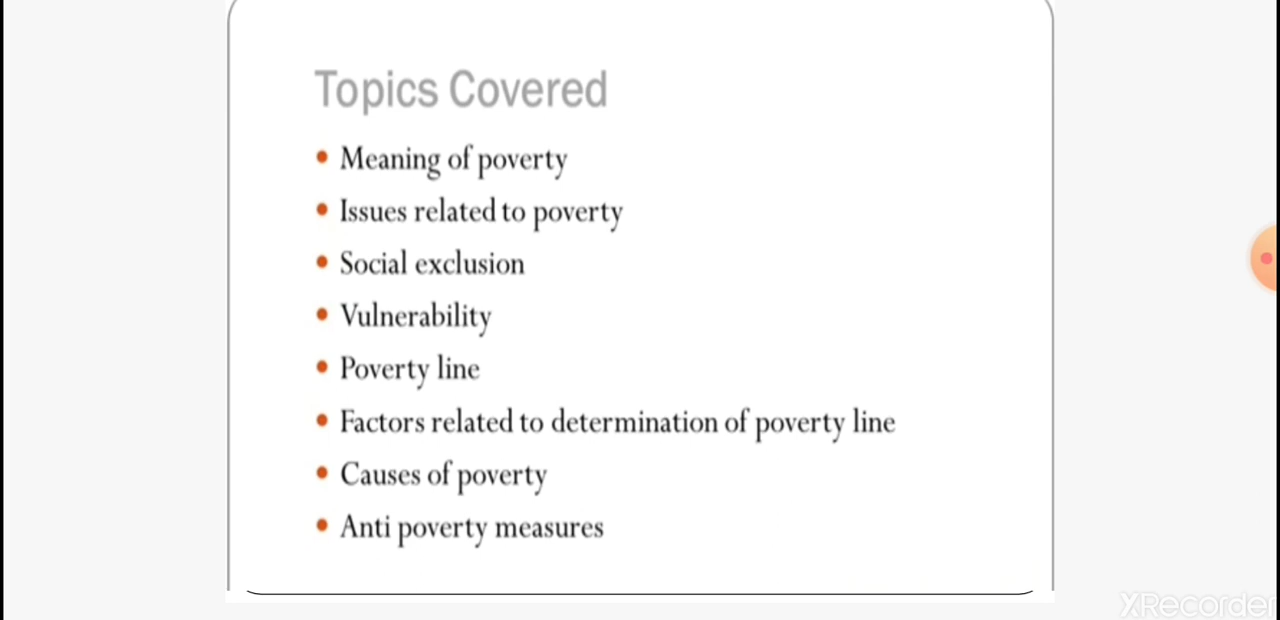 Topics Covered
• Meaning of poverty
• Issues related to poverty
• Social exclusion
• Vulnerability
• Poverty line
• Factors related to determination of poverty line
• Causes of poverty
• Anti poverty measures
XRecorder